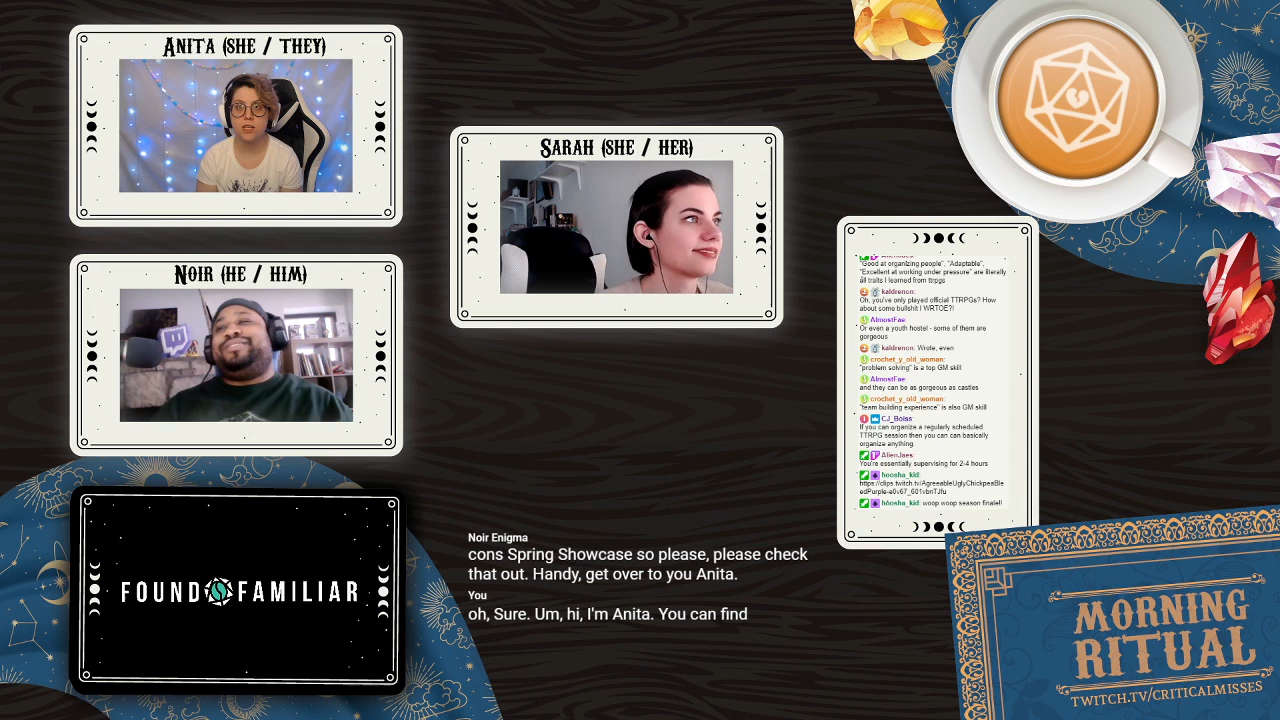 ANITA (SHE / THEY)
SARAH (SHE / HER)
NOIR (HE / HIM)
FOUND FAMILIAR
"Good at organizing people", "Adaptable",
"Excellent at working under pressure" are literally
all traits I learned from ttrpgs
kaldrenon:
Oh, you've only played official TTRPGs? How
about some bullshit I WRTOE?!
AlmostFae:
Or even a youth hostel - some of them are
gorgeous
kaldrenon: Wrote, even
crochet_y_old_woman:
"problem solving" is a top GM skill
AlmostFae:
and they can be as gorgeous as castles
crochet_y_old_woman:
"team building experience" is also GM skill
CJ_Boiss:
If you can organize a regularly scheduled
TTRPG session then you can can basically
organize anything
AlienJaes:
You're essentially supervising for 2-4 hours
hoosha_kid:
https://clips.twitch.tv/AgreeableUglyChickpeaBle
edPurple-e0v67_601vbnTJfu
hoosha_kid: woop woop season finale!!
Noir Enigma
cons Spring Showcase so please, please check
that out. Handy, get over to you Anita.
You
oh, Sure. Um, hi, I'm Anita. You can find
MORNING
RITUAL
TWITCH.TV/CRITICALMISSES